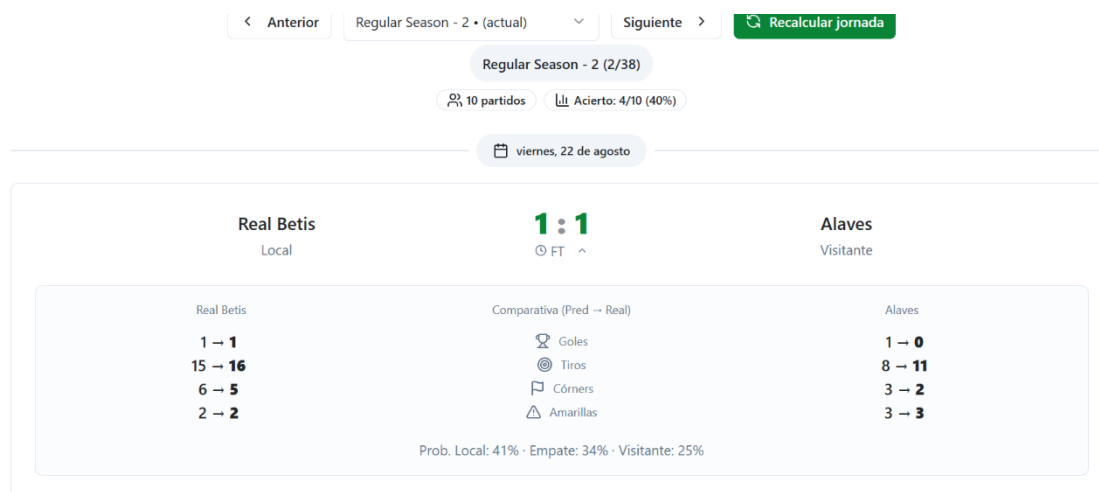 Anterior
Regular Season - 2 • (actual)
Siguiente
Recalcular jornada
Regular Season - 2 (2/38)
10 partidos
Acierto: 4/10 (40%)
viernes, 22 de agosto
Real Betis
Local
1 : 1
FT
Alaves
Visitante
Real Betis
Comparativa (Pred → Real)
Alaves
1 → 1
Goles
1 → 0
15 → 16
Tiros
8 → 11
6 → 5
Córners
3 → 2
2 → 2
Amarillas
3 → 3
Prob. Local: 41% · Empate: 34% · Visitante: 25%